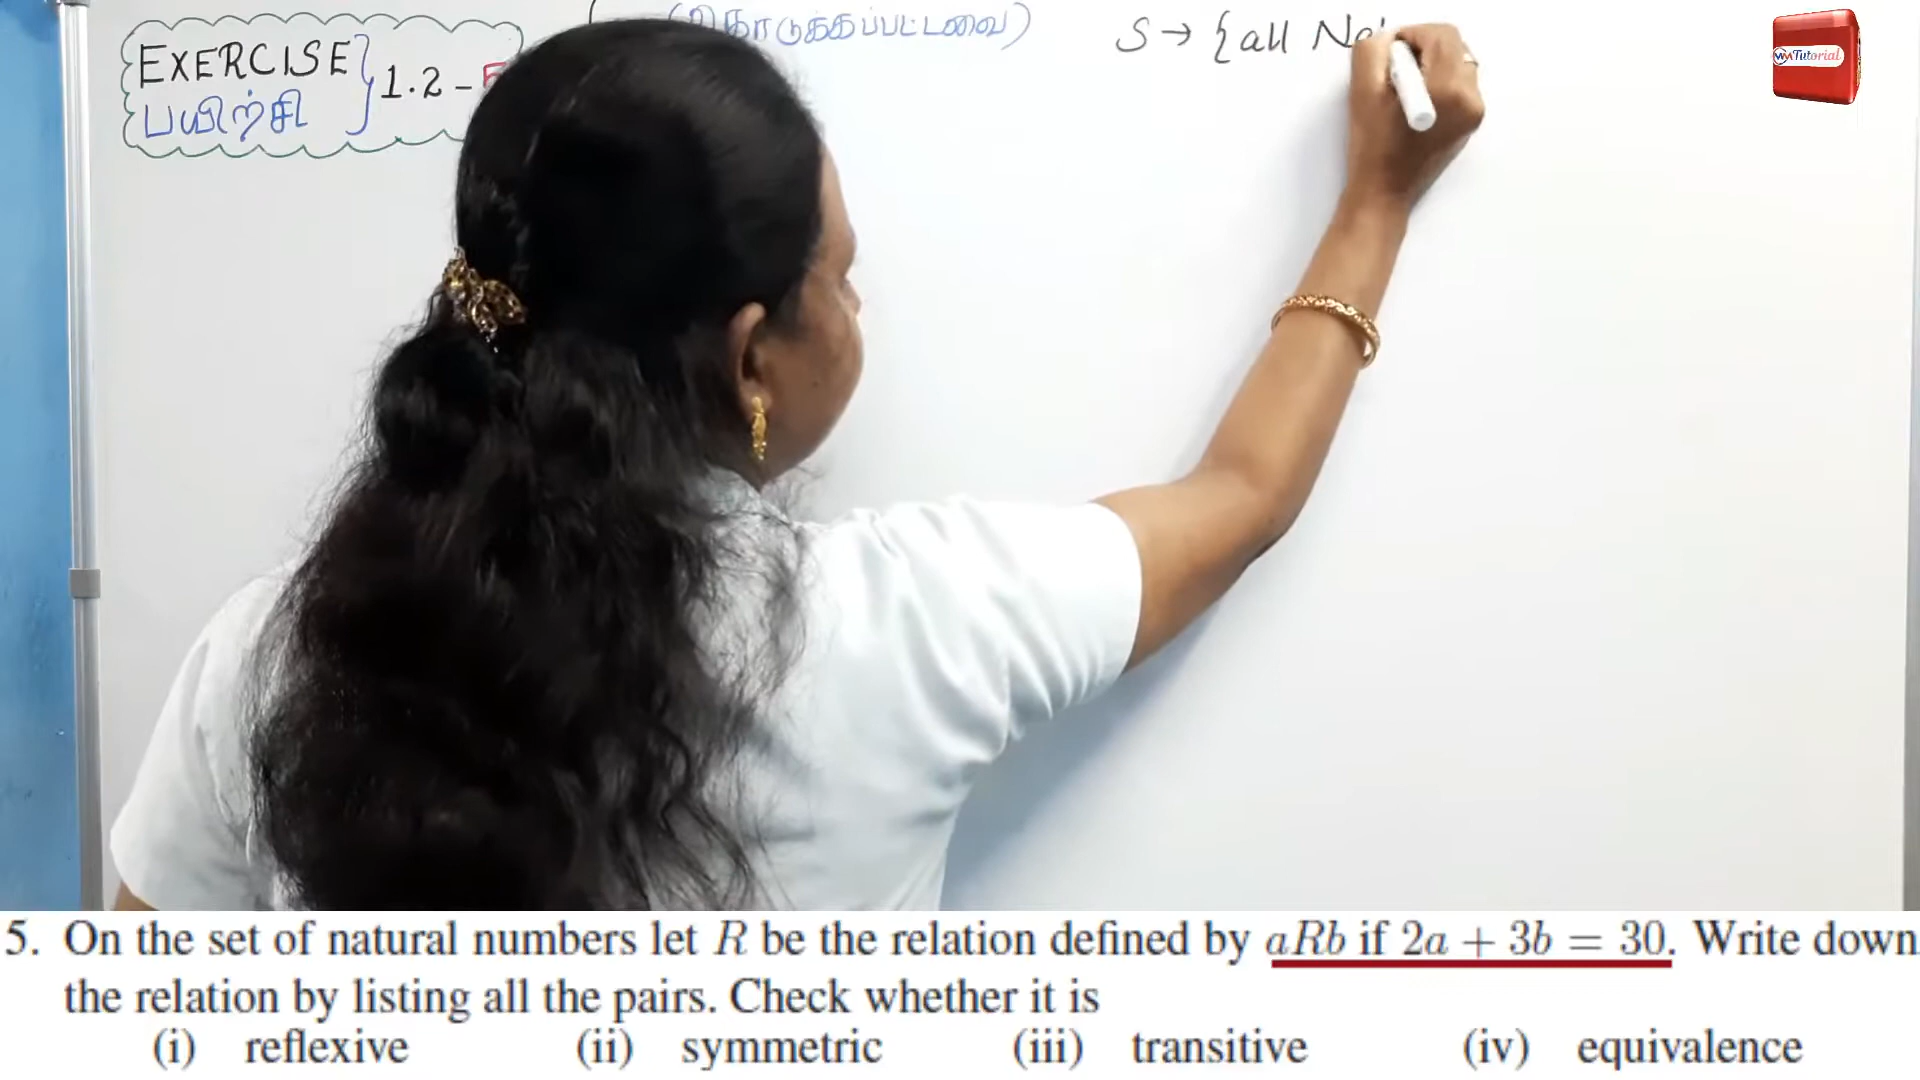 EXERCISE
பயிற்சி
1.2 -
கொடுக்கப்பட்டவை)
S → {all
WATutorial
5. On the set of natural numbers let R be the relation defined by aRb if 2a + 3b = 30. Write down
the relation by listing all the pairs. Check whether it is
(i) reflexive (ii) symmetric (iii) transitive (iv) equivalence